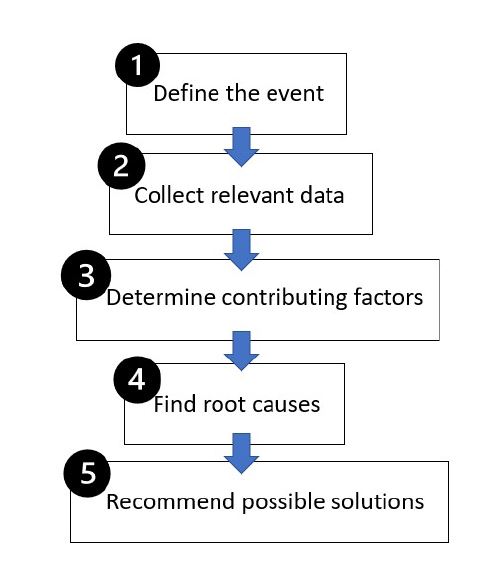 1
Define the event
2
Collect relevant data
3
Determine contributing factors
4
Find root causes
5
Recommend possible solutions